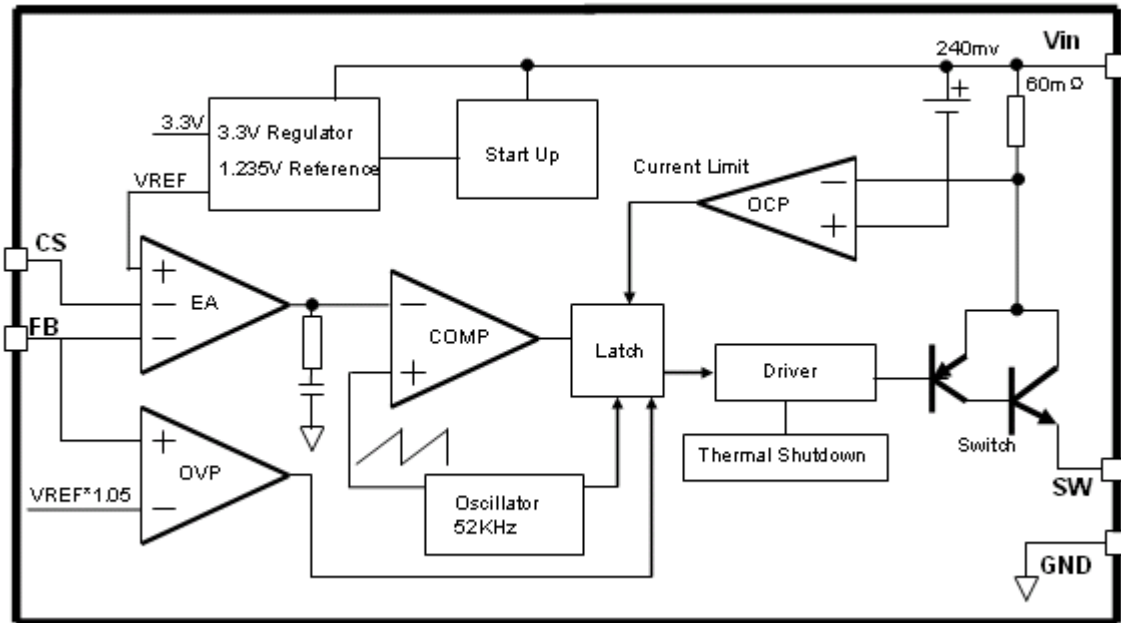 240mv
Vin
60mΩ
3.3V
3.3V Regulator
1.235V Reference
Start Up
VREF
Current Limit
−
OCP
+
CS
+
EA
−
−
FB
−
COMP
+
Latch
Driver
Thermal Shutdown
Switch
+
OVP
−
VREF*1.05
Oscillator
52KHz
SW
GND
+